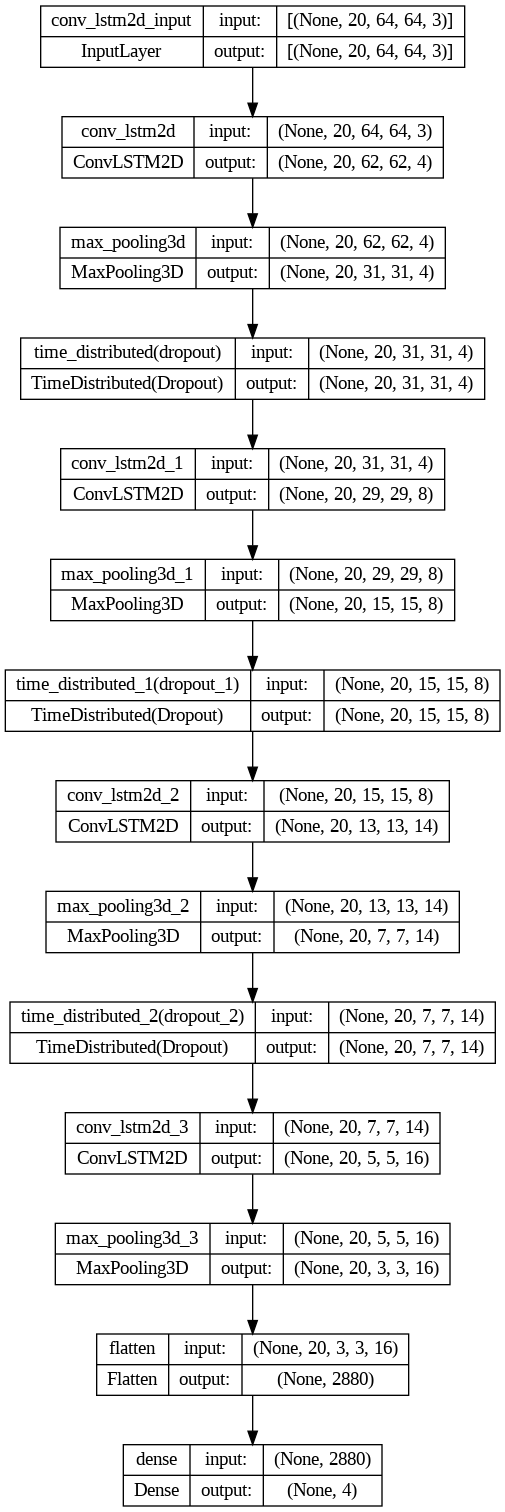 conv_lstm2d_input input: [(None, 20, 64, 64, 3)]
InputLayer output: [(None, 20, 64, 64, 3)]
conv_lstm2d input: (None, 20, 64, 64, 3)
ConvLSTM2D output: (None, 20, 62, 62, 4)
max_pooling3d input: (None, 20, 62, 62, 4)
MaxPooling3D output: (None, 20, 31, 31, 4)
time_distributed(dropout) input: (None, 20, 31, 31, 4)
TimeDistributed(Dropout) output: (None, 20, 31, 31, 4)
conv_lstm2d_1 input: (None, 20, 31, 31, 4)
ConvLSTM2D output: (None, 20, 29, 29, 8)
max_pooling3d_1 input: (None, 20, 29, 29, 8)
MaxPooling3D output: (None, 20, 15, 15, 8)
time_distributed_1(dropout_1) input: (None, 20, 15, 15, 8)
TimeDistributed(Dropout) output: (None, 20, 15, 15, 8)
conv_lstm2d_2 input: (None, 20, 15, 15, 8)
ConvLSTM2D output: (None, 20, 13, 13, 14)
max_pooling3d_2 input: (None, 20, 13, 13, 14)
MaxPooling3D output: (None, 20, 7, 7, 14)
time_distributed_2(dropout_2) input: (None, 20, 7, 7, 14)
TimeDistributed(Dropout) output: (None, 20, 7, 7, 14)
conv_lstm2d_3 input: (None, 20, 7, 7, 14)
ConvLSTM2D output: (None, 20, 5, 5, 16)
max_pooling3d_3 input: (None, 20, 5, 5, 16)
MaxPooling3D output: (None, 20, 3, 3, 16)
flatten input: (None, 20, 3, 3, 16)
Flatten output: (None, 2880)
dense input: (None, 2880)
Dense output: (None, 4)